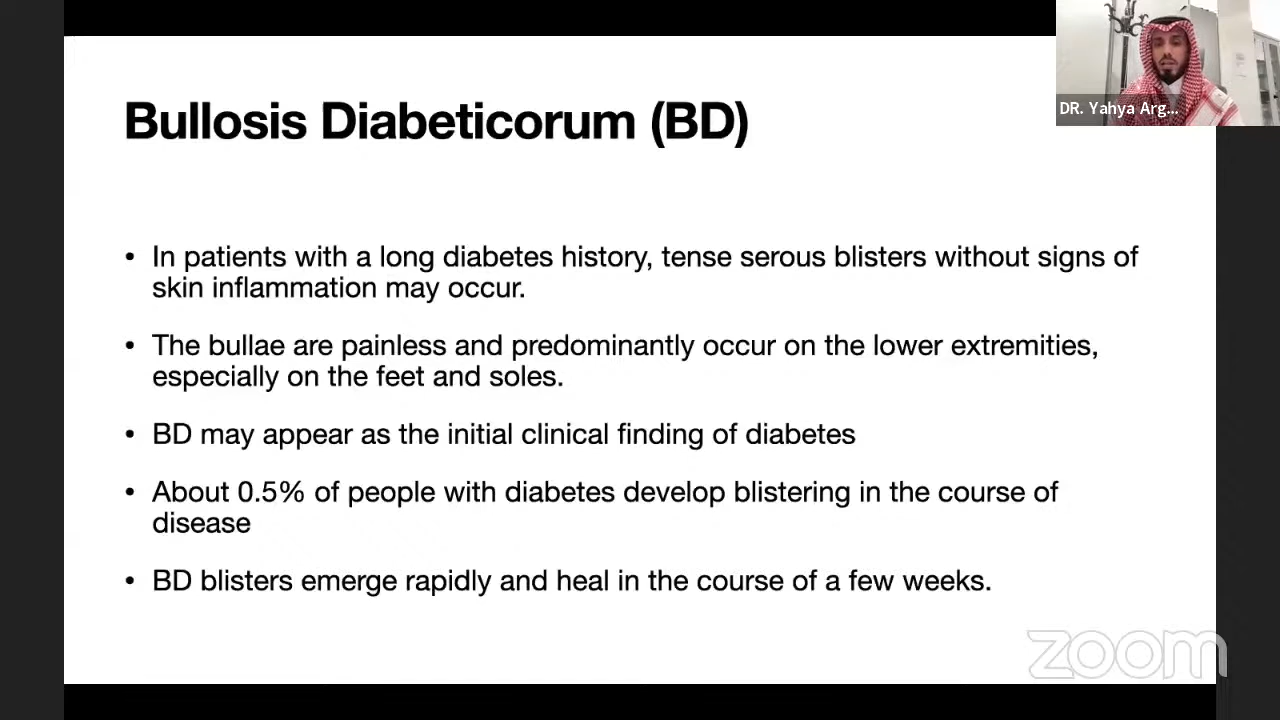 Bullosis Diabeticorum (BD)
DR. Yahya Arg...
• In patients with a long diabetes history, tense serous blisters without signs of
skin inflammation may occur.
• The bullae are painless and predominantly occur on the lower extremities,
especially on the feet and soles.
• BD may appear as the initial clinical finding of diabetes
• About 0.5% of people with diabetes develop blistering in the course of
disease
• BD blisters emerge rapidly and heal in the course of a few weeks.
zoom